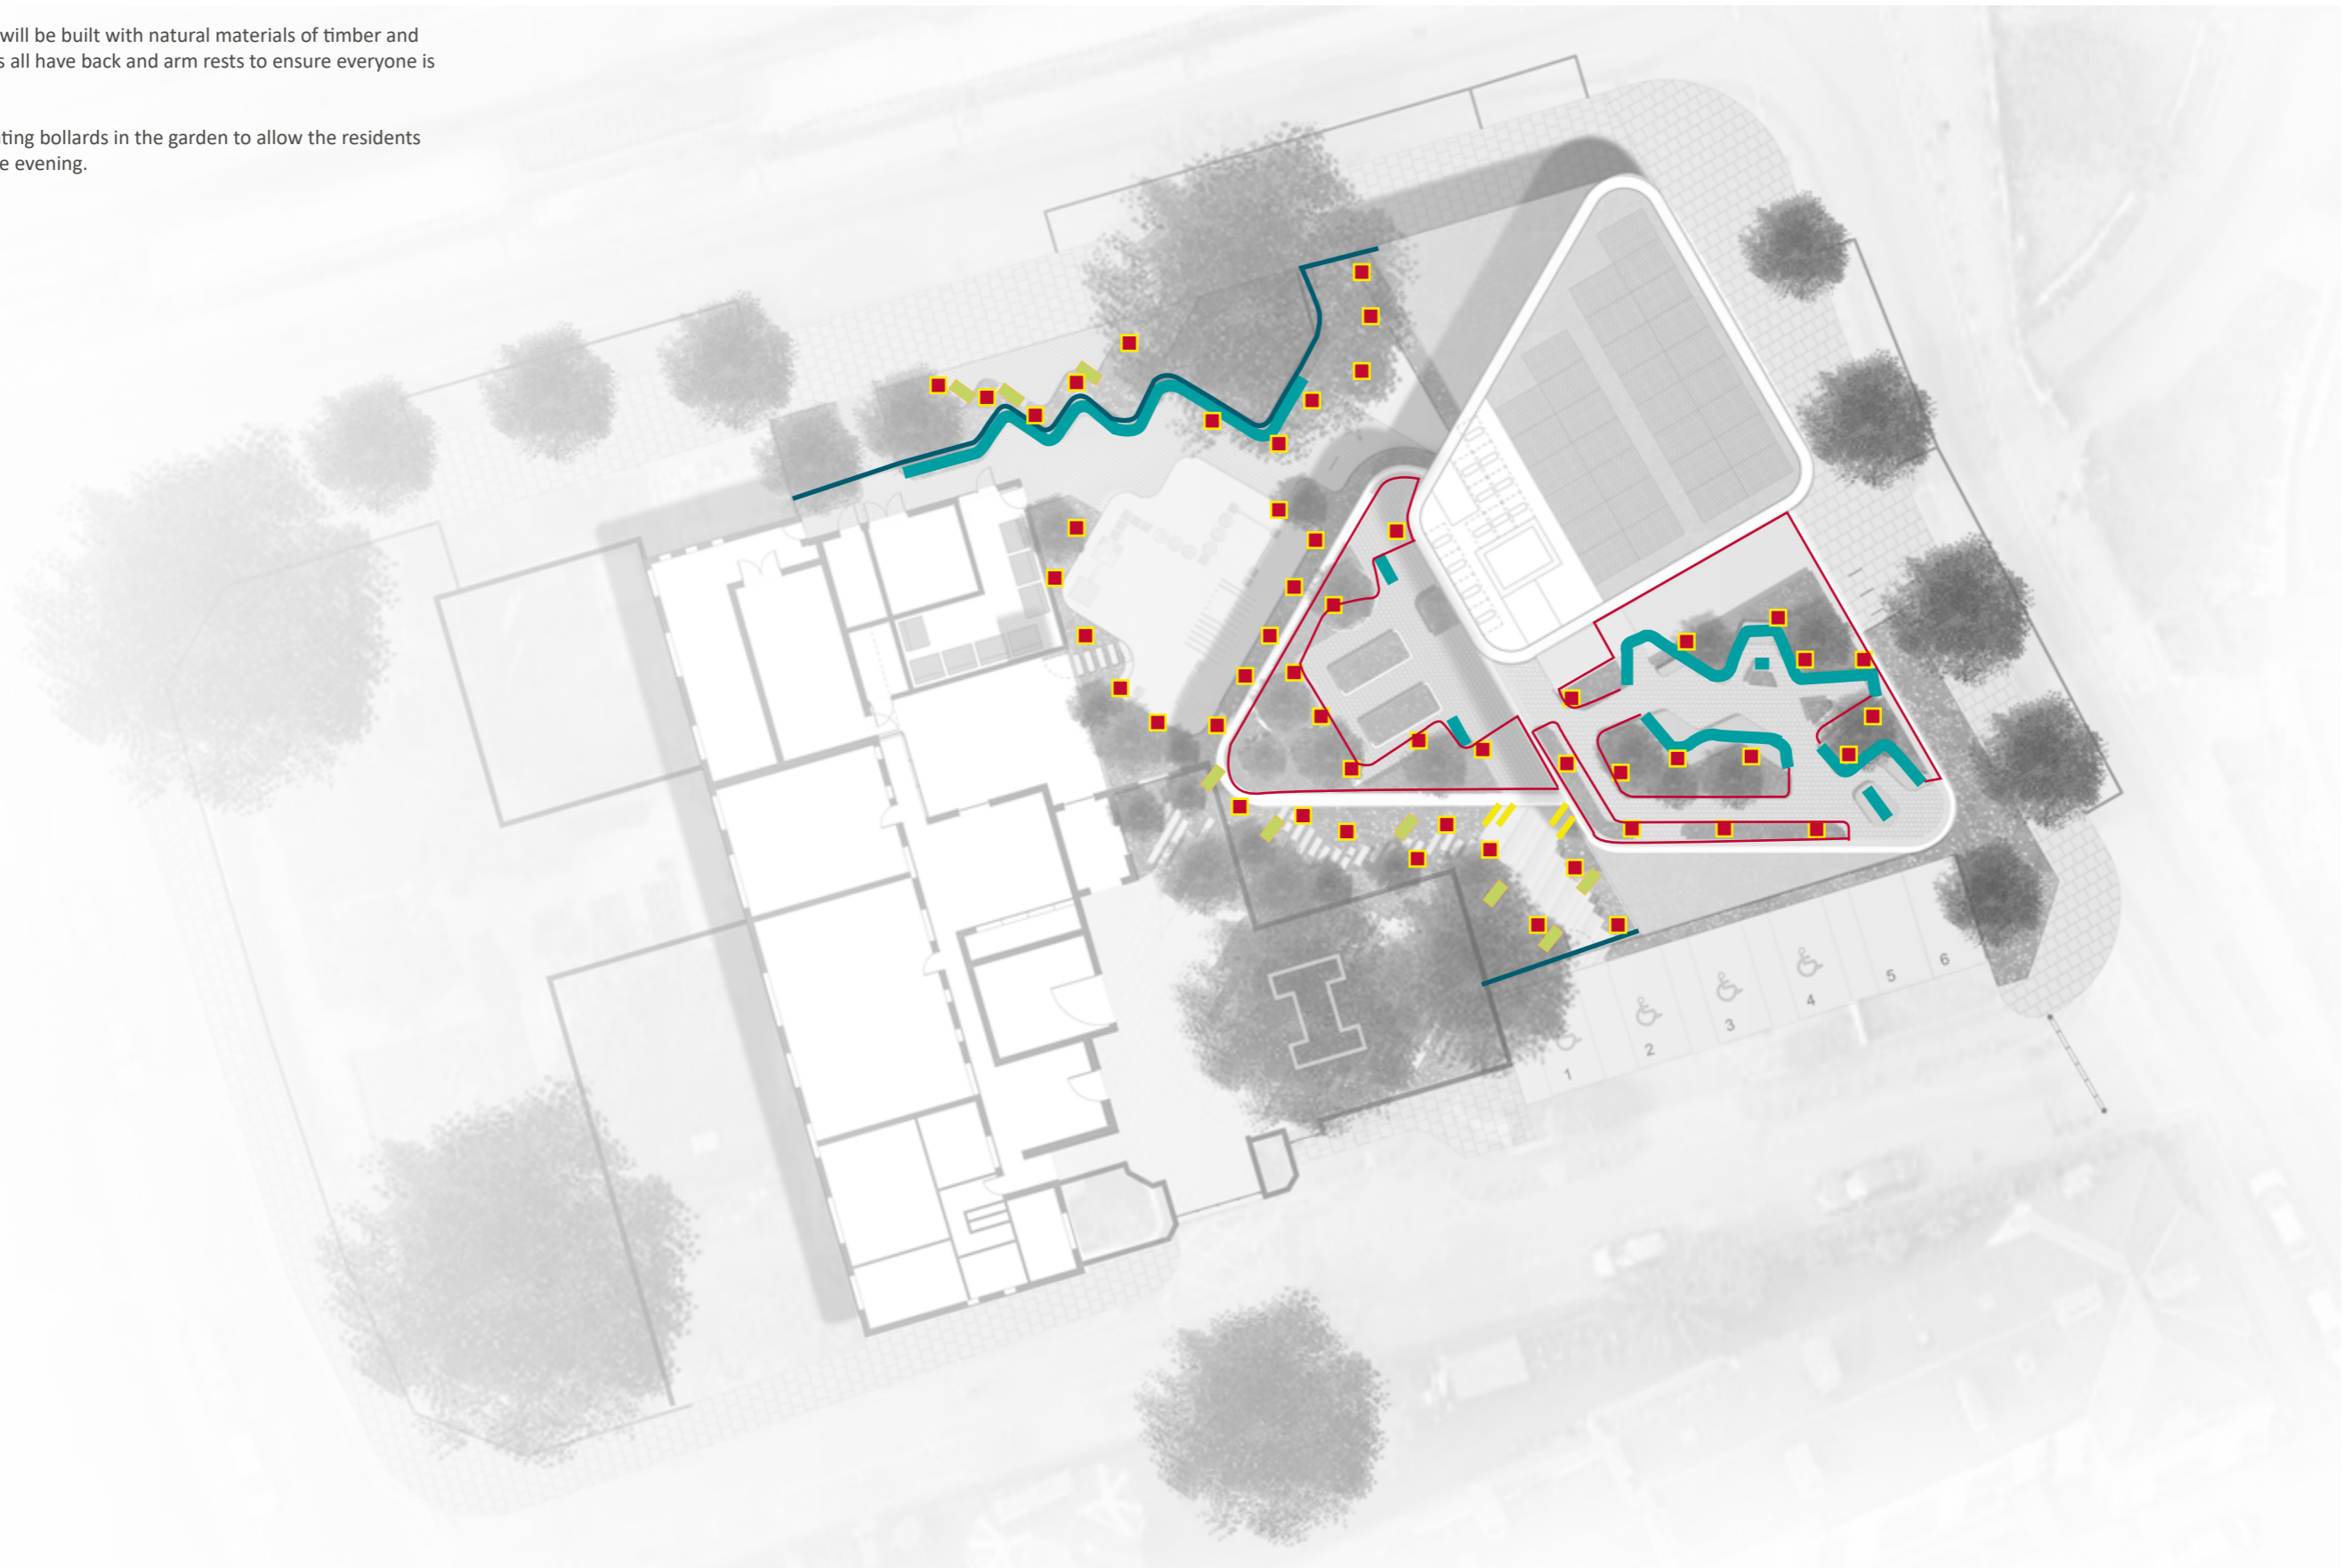 will be built with natural materials of timber and
s all have back and arm rests to ensure everyone is
ting bollards in the garden to allow the residents
e evening.
1
2
3
4
5
6